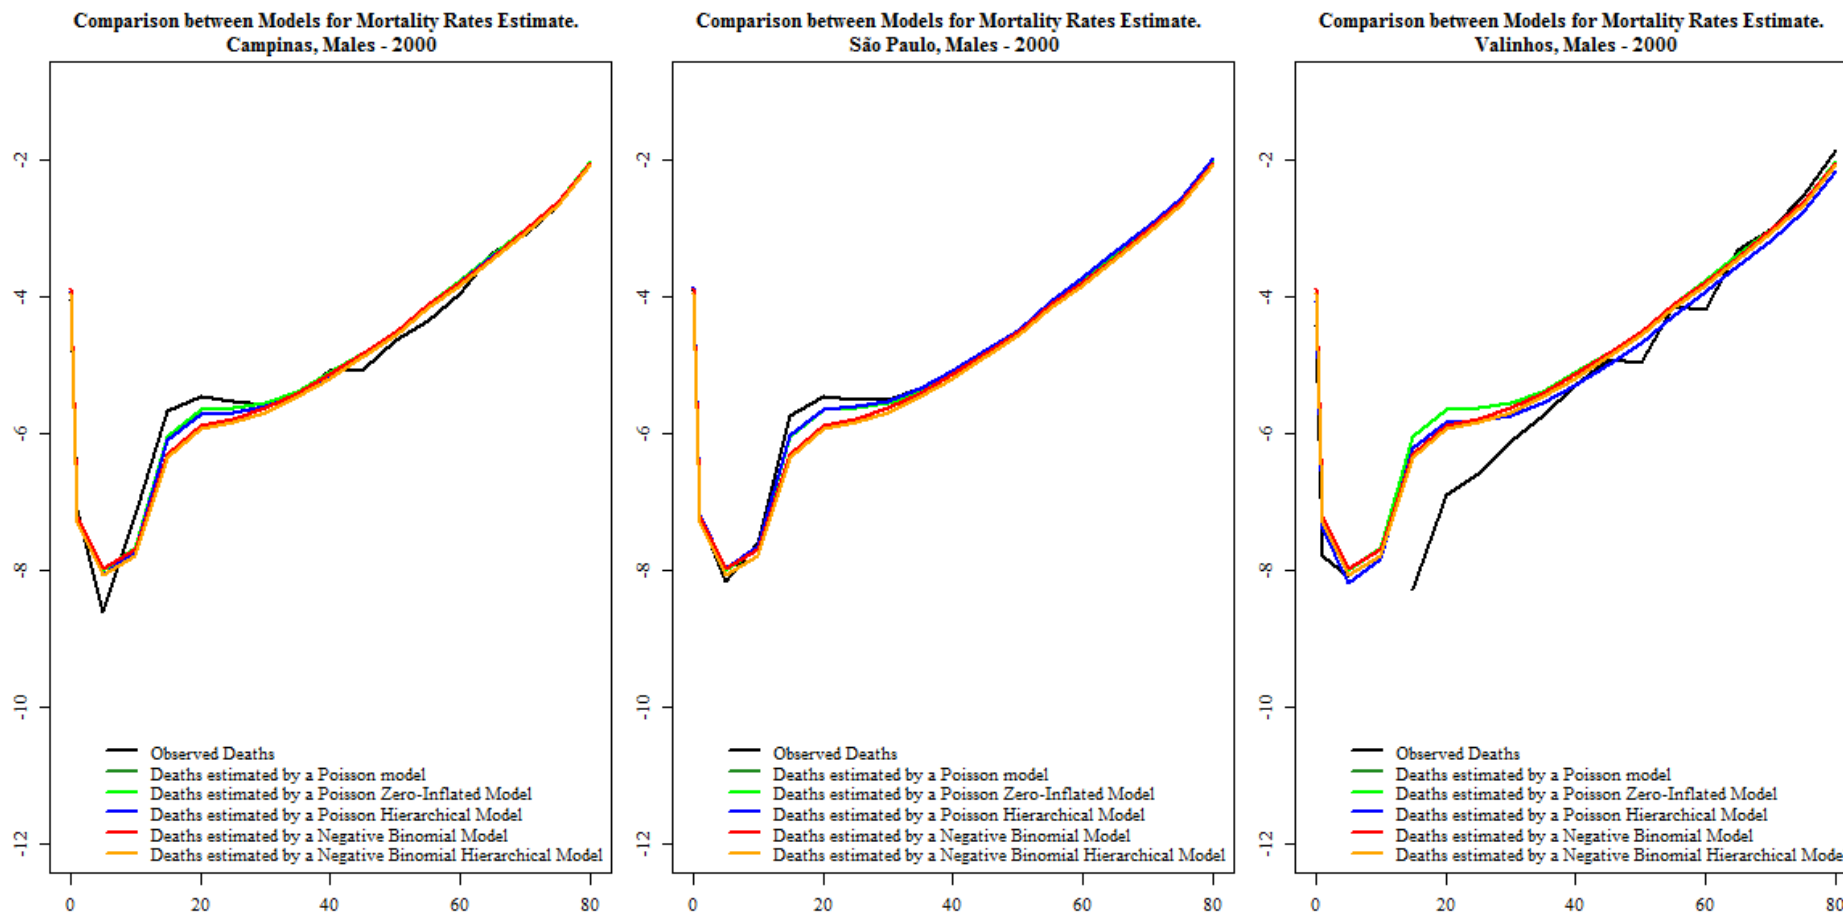 Comparison between Models for Mortality Rates Estimate.
Campinas, Males - 2000
-2
-4
-6
-8
-10
-12
Observed Deaths
Deaths estimated by a Poisson model
Deaths estimated by a Poisson Zero-Inflated Model
Deaths estimated by a Poisson Hierarchical Model
Deaths estimated by a Negative Binomial Model
Deaths estimated by a Negative Binomial Hierarchical Model
0 20 40 60 80
Comparison between Models for Mortality Rates Estimate.
São Paulo, Males - 2000
-2
-4
-6
-8
-10
-12
Observed Deaths
Deaths estimated by a Poisson model
Deaths estimated by a Poisson Zero-Inflated Model
Deaths estimated by a Poisson Hierarchical Model
Deaths estimated by a Negative Binomial Model
Deaths estimated by a Negative Binomial Hierarchical Model
0 20 40 60 80
Comparison between Models for Mortality Rates Estimate.
Valinhos, Males - 2000
-2
-4
-6
-8
-10
-12
Observed Deaths
Deaths estimated by a Poisson model
Deaths estimated by a Poisson Zero-Inflated Model
Deaths estimated by a Poisson Hierarchical Model
Deaths estimated by a Negative Binomial Model
Deaths estimated by a Negative Binomial Hierarchical Mode
0 20 40 60 80